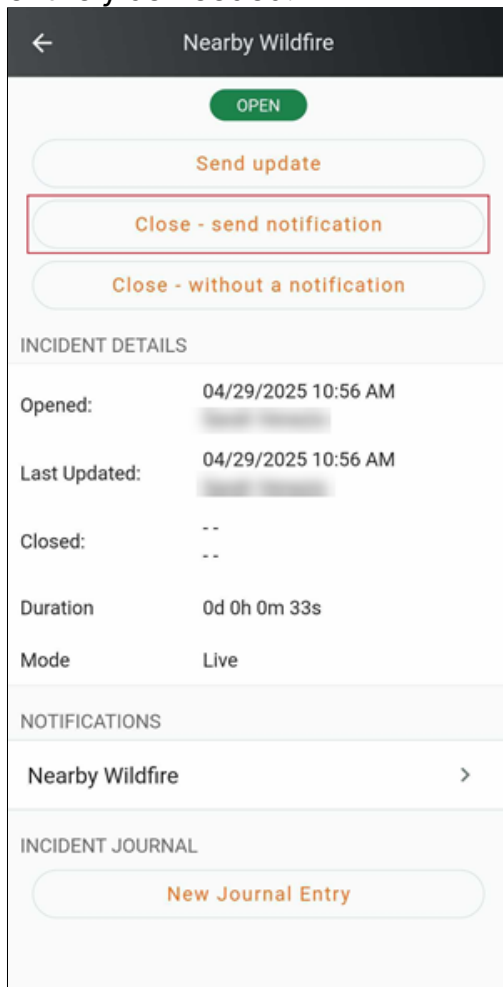 Nearby Wildfire
OPEN
Send update
Close - send notification
Close - without a notification
INCIDENT DETAILS
Opened: 04/29/2025 10:56 AM
Last Updated: 04/29/2025 10:56 AM
Closed: - -
- -
Duration 0d 0h 0m 33s
Mode Live
NOTIFICATIONS
Nearby Wildfire
INCIDENT JOURNAL
New Journal Entry